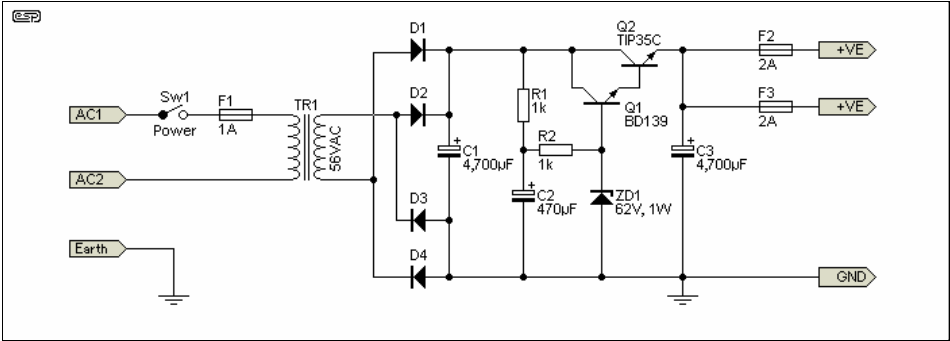 ESP
AC1
Sw1
Power
F1
1A
TR1
56VAC
AC2
Earth
D1
D2
D3
D4
C1
4,700µF
R1
1k
R2
1k
C2
470µF
Q2
TIP35C
Q1
BD139
ZD1
62V, 1W
C3
4,700µF
F2
2A
+VE
F3
2A
+VE
GND